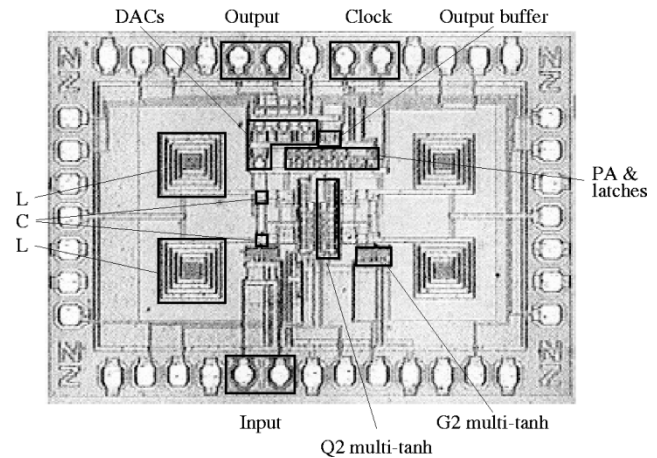 DACs
Output
Clock
Output buffer
L
C
L
PA &
latches
Input
G2 multi-tanh
Q2 multi-tanh